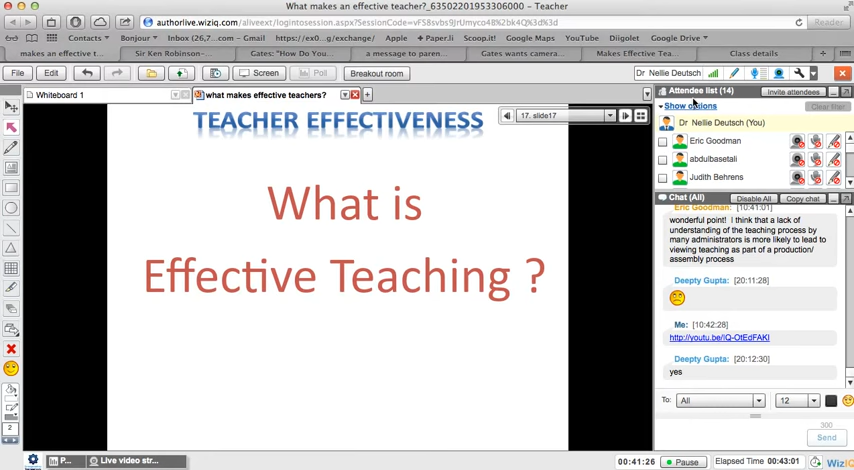 What makes an effective teacher?_63502201953306000 - Teacher
authorlive.wiziq.com/aliveext/logintosession.aspx?SessionCode=vF58svbs9JrtUmyco48%2bk4Q%3d%3d
Reader
Contacts Bonjour Inbox (26,7...com – Gmail https://ex0...g/exchange/ Apple Paper.Li Scoop.it! Google Maps YouTube Diigolet Google Drive
makes an effective t... Sir Ken Robinson-... Gates: "How Do You... a message to paren... Gates wants camera... Makes Effective Tea... Class details
File Edit Screen Poll Breakout room Dr Nellie Deutsch
Whiteboard 1 what makes effective teachers?
17. slide17
TEACHER EFFECTIVENESS
What is
Effective Teaching ?
Attendee list (14) Invite attendees
Show options Clear filter
Dr Nellie Deutsch (You)
Eric Goodman
abdulbasetali
Judith Behrens
Chat (All) Disable All Copy chat
Eric Goodman: [10:41:01]
wonderful point! I think that a lack of
understanding of the teaching process by
many administrators is more likely to lead to
viewing teaching as part of a production/
assembly process
Deepty Gupta: [20:11:28]
Me: [10:42:28]
http://youtu.be/IQ-OtEdFAKI
Deepty Gupta: [20:12:30]
yes
To: All 12
300
Send
2
P... Live video str...
00:41:26 Pause Elapsed Time 00:43:01 WizIQ